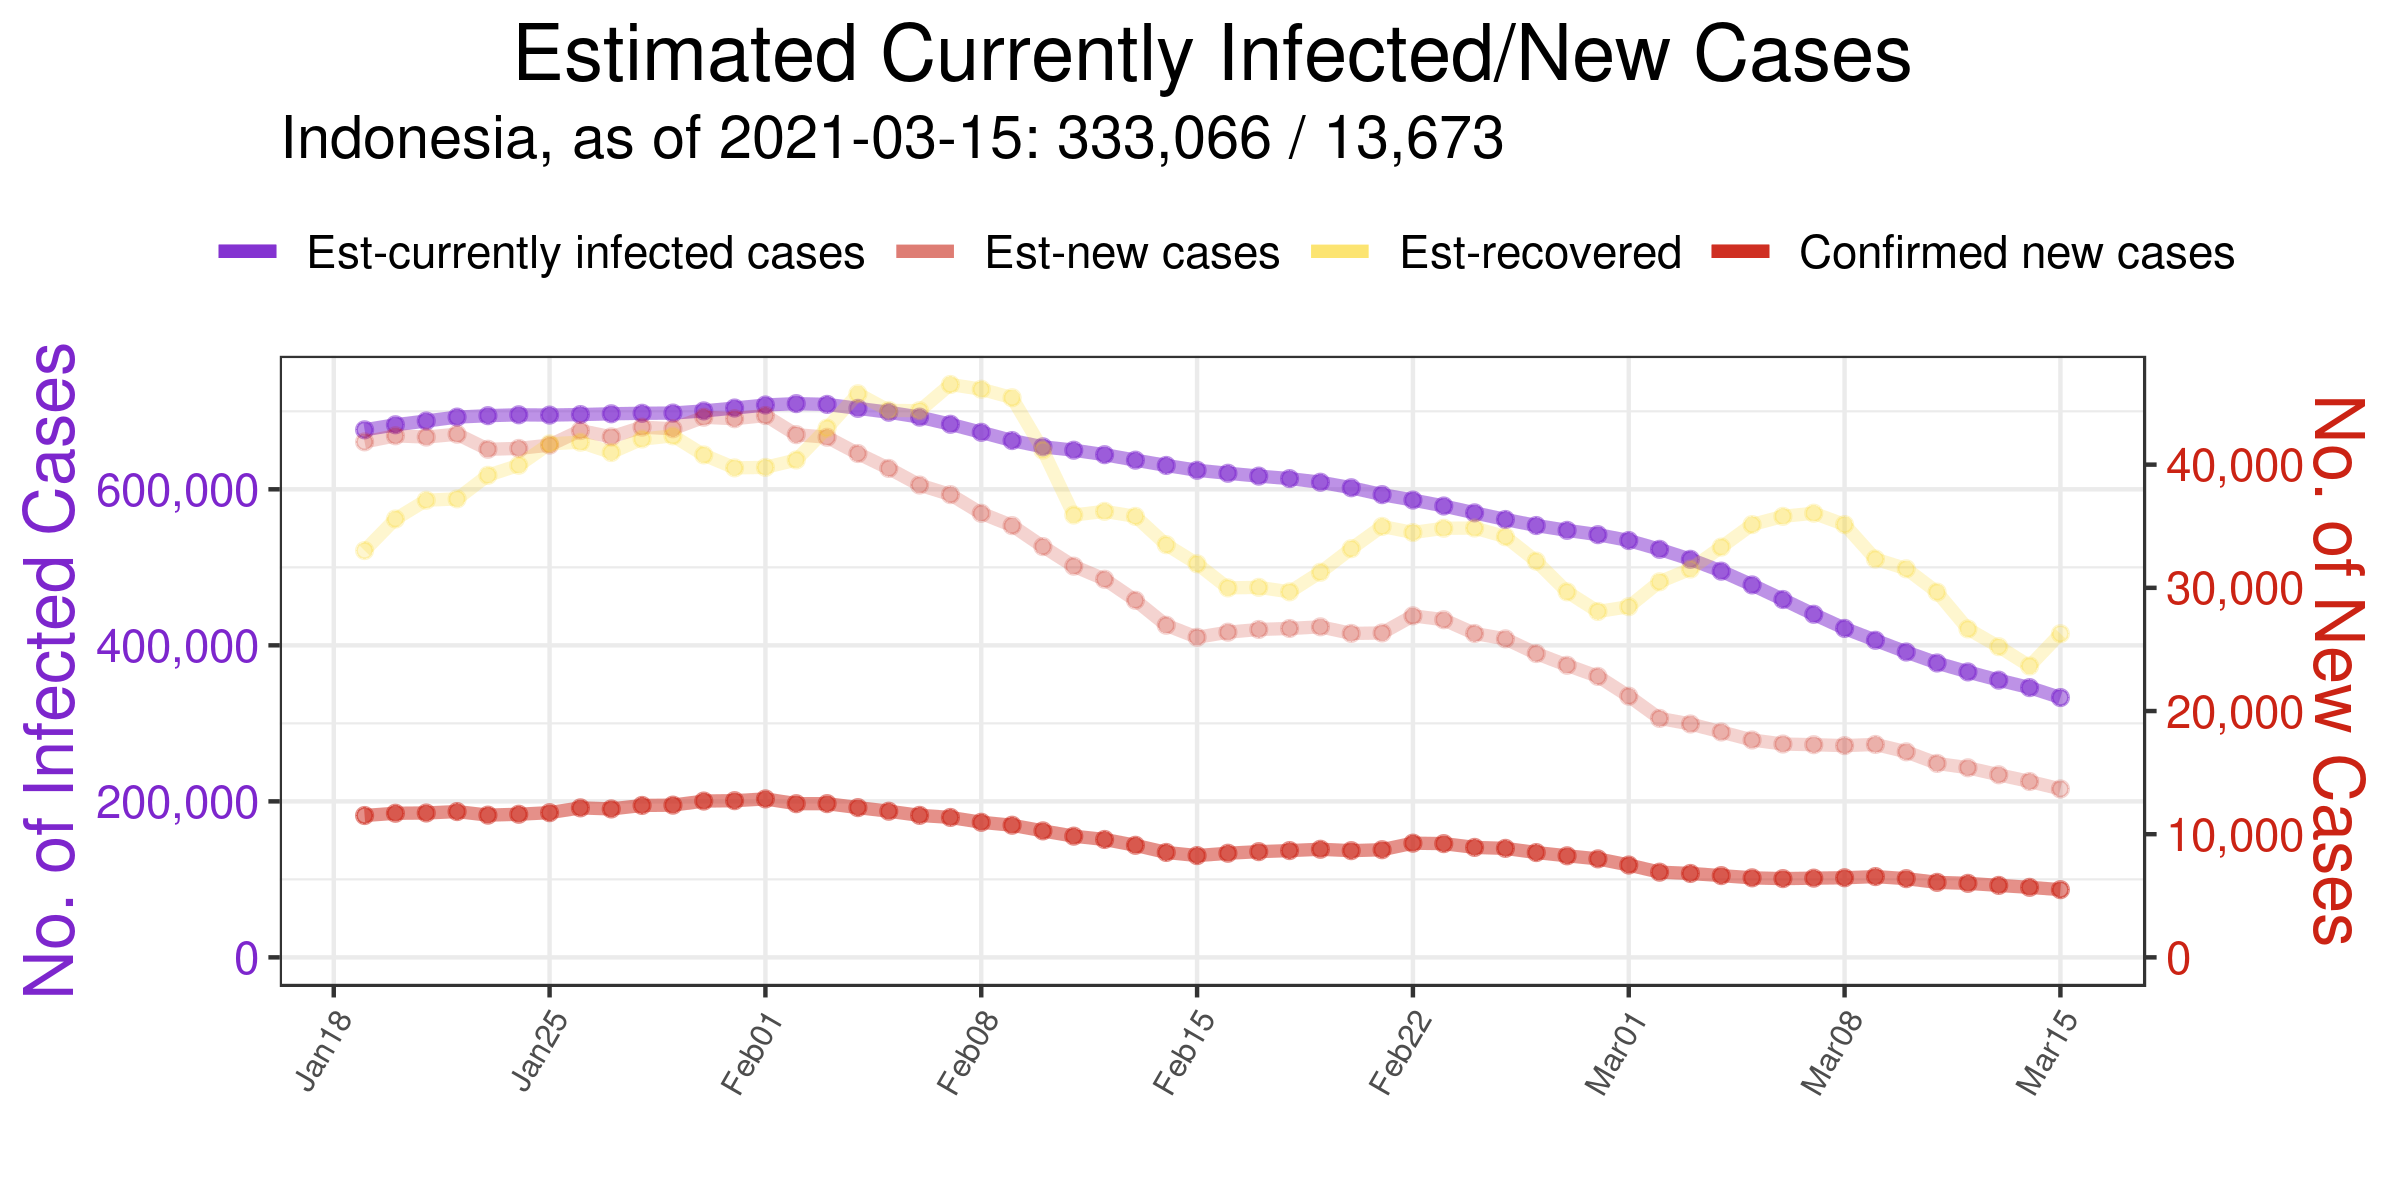 Estimated Currently Infected/New Cases
Indonesia, as of 2021-03-15: 333,066 / 13,673
Est-currently infected cases Est-new cases Est-recovered Confirmed new cases
No. of Infected Cases
600,000
400,000
200,000
0
No. of New Cases
40,000
30,000
20,000
10,000
0
Jan18 Jan25 Feb01 Feb08 Feb15 Feb22 Mar01 Mar08 Mar15